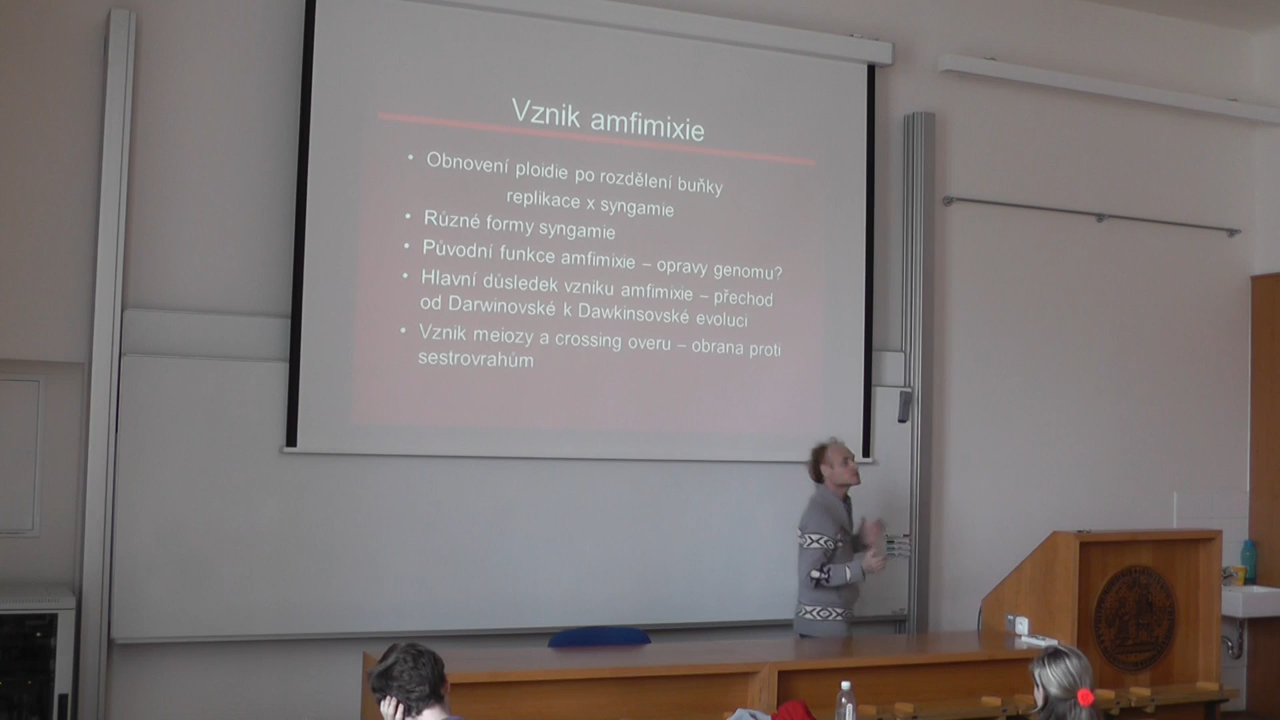 Vznik amfimixie
• Obnovení ploidie po rozdělení buňky
replikace x syngamie
• Různé formy syngamie
• Původní funkce amfimixie – opravy genomu?
• Hlavní důsledek vzniku amfimixie – přechod
od Darwinovské k Dawkinsovské evoluci
• Vznik meiozy a crossing overu – obrana proti
sestrovrahům